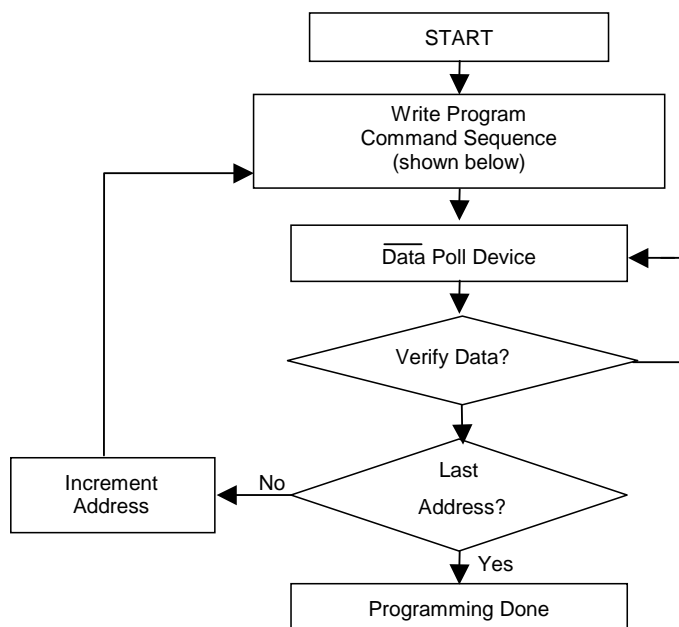 START
Write Program
Command Sequence
(shown below)
Data Poll Device
Verify Data?
Last
Address?
No
Increment
Address
Yes
Programming Done